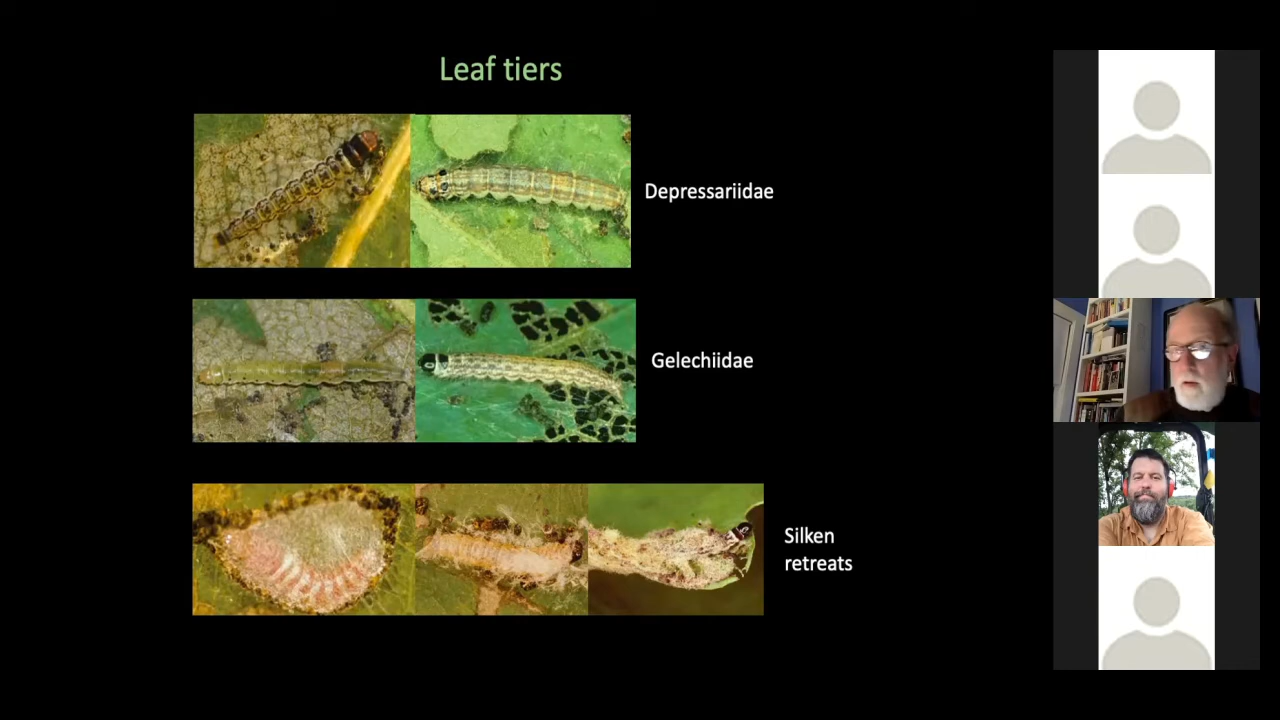 Leaf tiers
Depressariidae
Gelechiidae
Silken
retreats